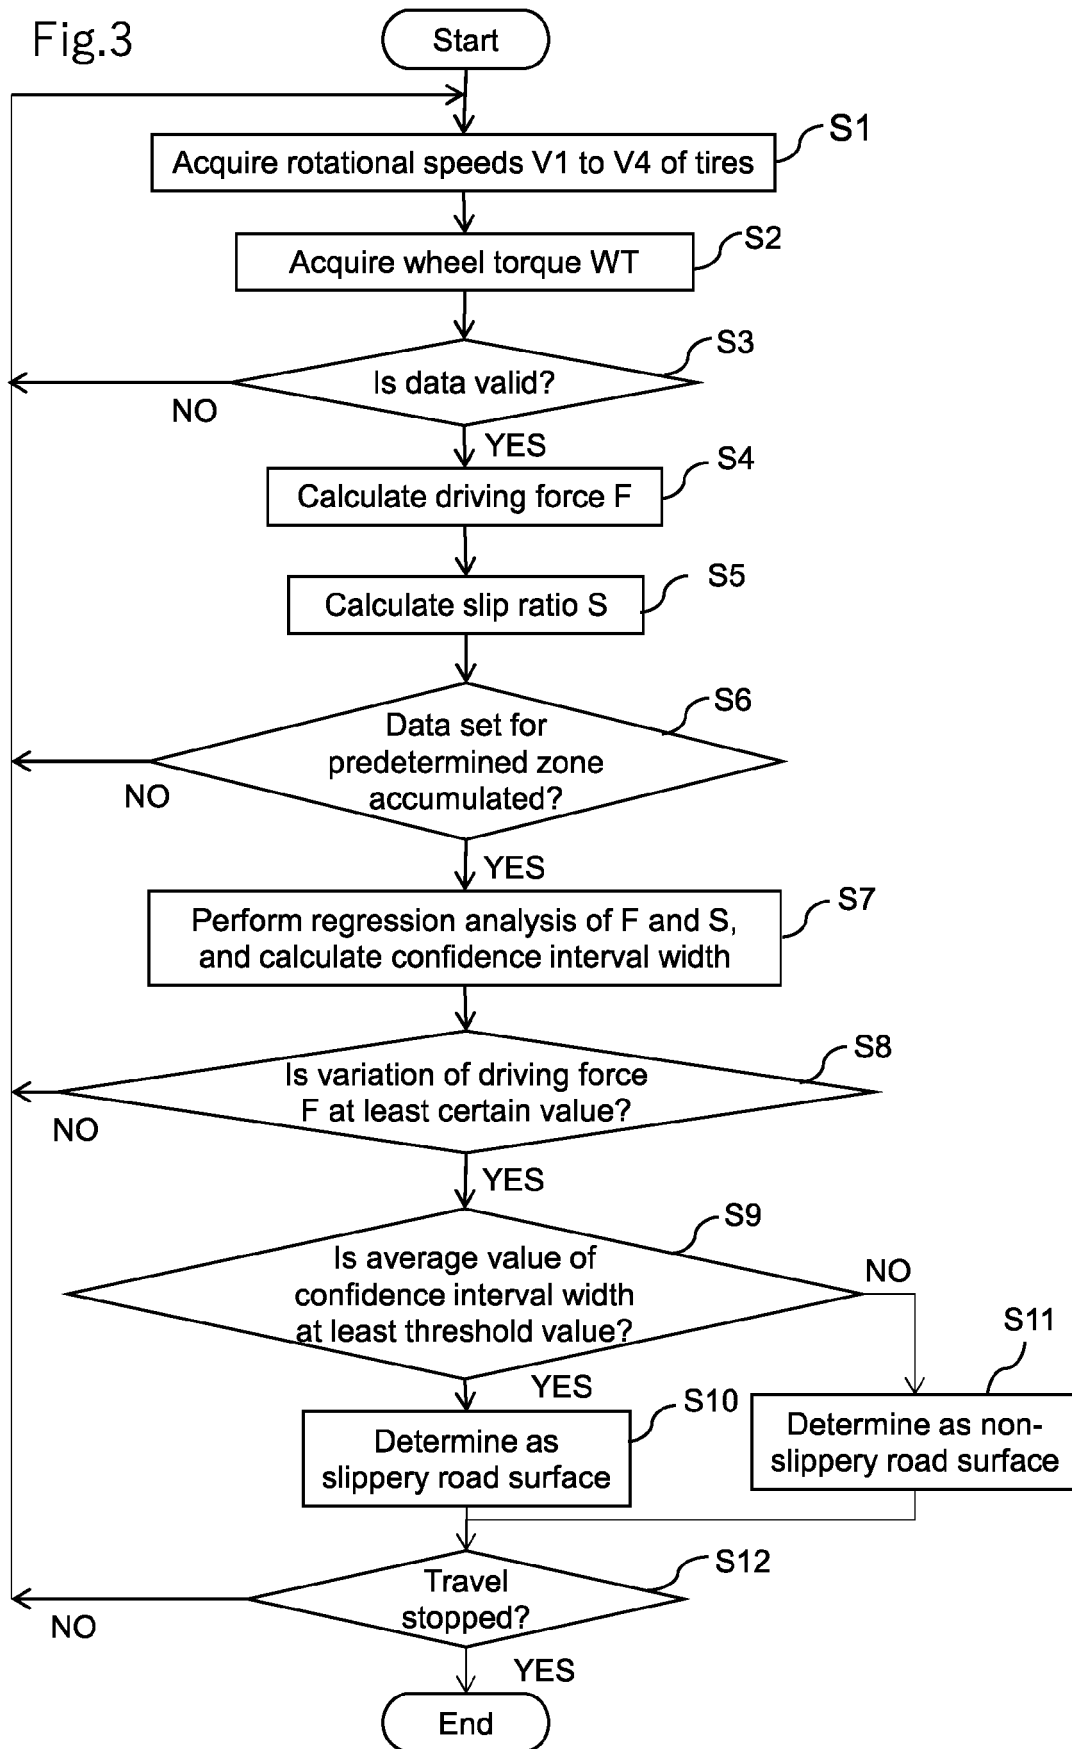 Fig.3
Start
S1
Acquire rotational speeds V1 to V4 of tires
S2
Acquire wheel torque WT
S3
Is data valid?
NO
YES
S4
Calculate driving force F
S5
Calculate slip ratio S
S6
Data set for
predetermined zone
accumulated?
NO
YES
S7
Perform regression analysis of F and S,
and calculate confidence interval width
S8
Is variation of driving force
F at least certain value?
NO
YES
S9
Is average value of
confidence interval width
at least threshold value?
NO
YES
S11
S10
Determine as
slippery road surface
Determine as non-
slippery road surface
S12
Travel
stopped?
NO
YES
End